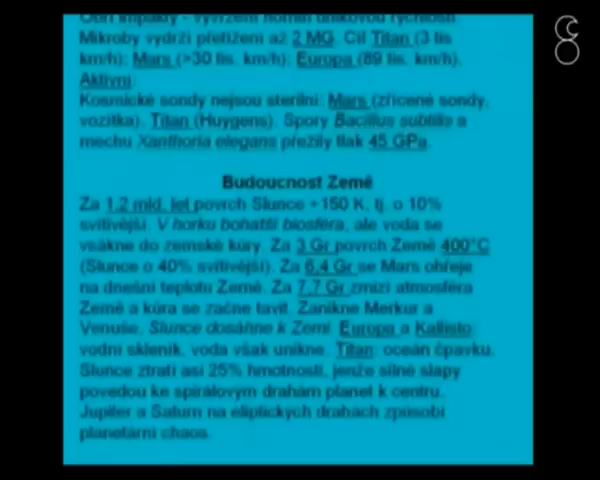 Obří impakty - vyvržení hornin únikovou rychlostí.
Mikroby vydrží přetížení až 2 MG. Cíl Titan (3 tis
km/h); Mars (>30 tis. km/h); Europa (89 tis. km/h).
Aktivní:
Kosmické sondy nejsou sterilní: Mars (zřícené sondy,
vozítka), Titan (Huygens). Spory Bacillus subtilis a
mechu Xanthoria elegans přežily tlak 45 GPa.
Budoucnost Země
Za 1,2 mld. let povrch Slunce +150 K, tj. o 10%
svítivější. V horku bohatší biosféra, ale voda se
vsákne do zemské kůry. Za 3 Gr povrch Země 400°C
(Slunce o 40% svítivější). Za 6,4 Gr se Mars ohřeje
na dnešní teplotu Země. Za 7,7 Gr zmizí atmosféra
Země a kůra se začne tavit. Zanikne Merkur a
Venuše. Slunce dosáhne k Zemi. Europa a Kallisto:
vodní skleník, voda však unikne. Titan: oceán čpavku.
Slunce ztratí asi 25% hmotnosti, jenže silné slapy
povedou ke spirálovým drahám planet k centru.
Jupiter a Saturn na eliptických drahách způsobí
planetární chaos.